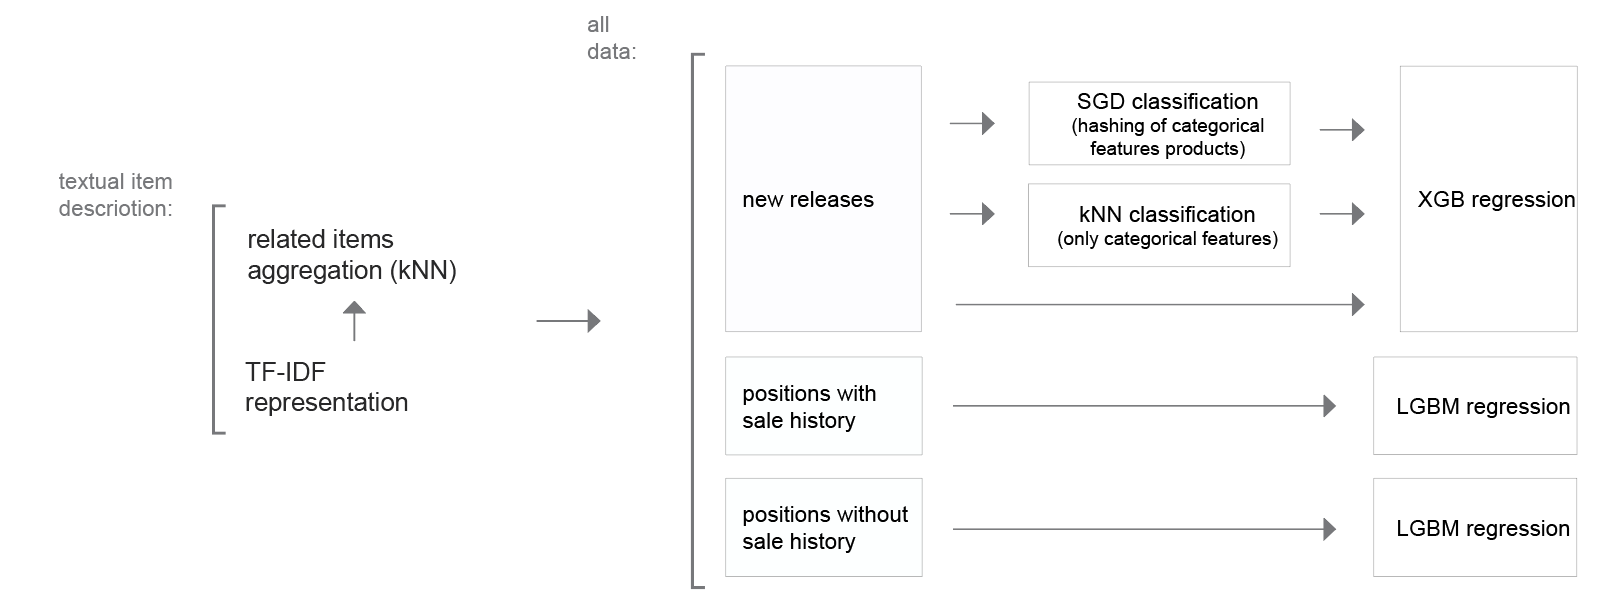 all
data:
textual item
descriotion:
related items
aggregation (kNN)
TF-IDF
representation
new releases
SGD classification
(hashing of categorical
features products)
kNN classification
(only categorical features)
XGB regression
positions with
sale history
LGBM regression
positions without
sale history
LGBM regression